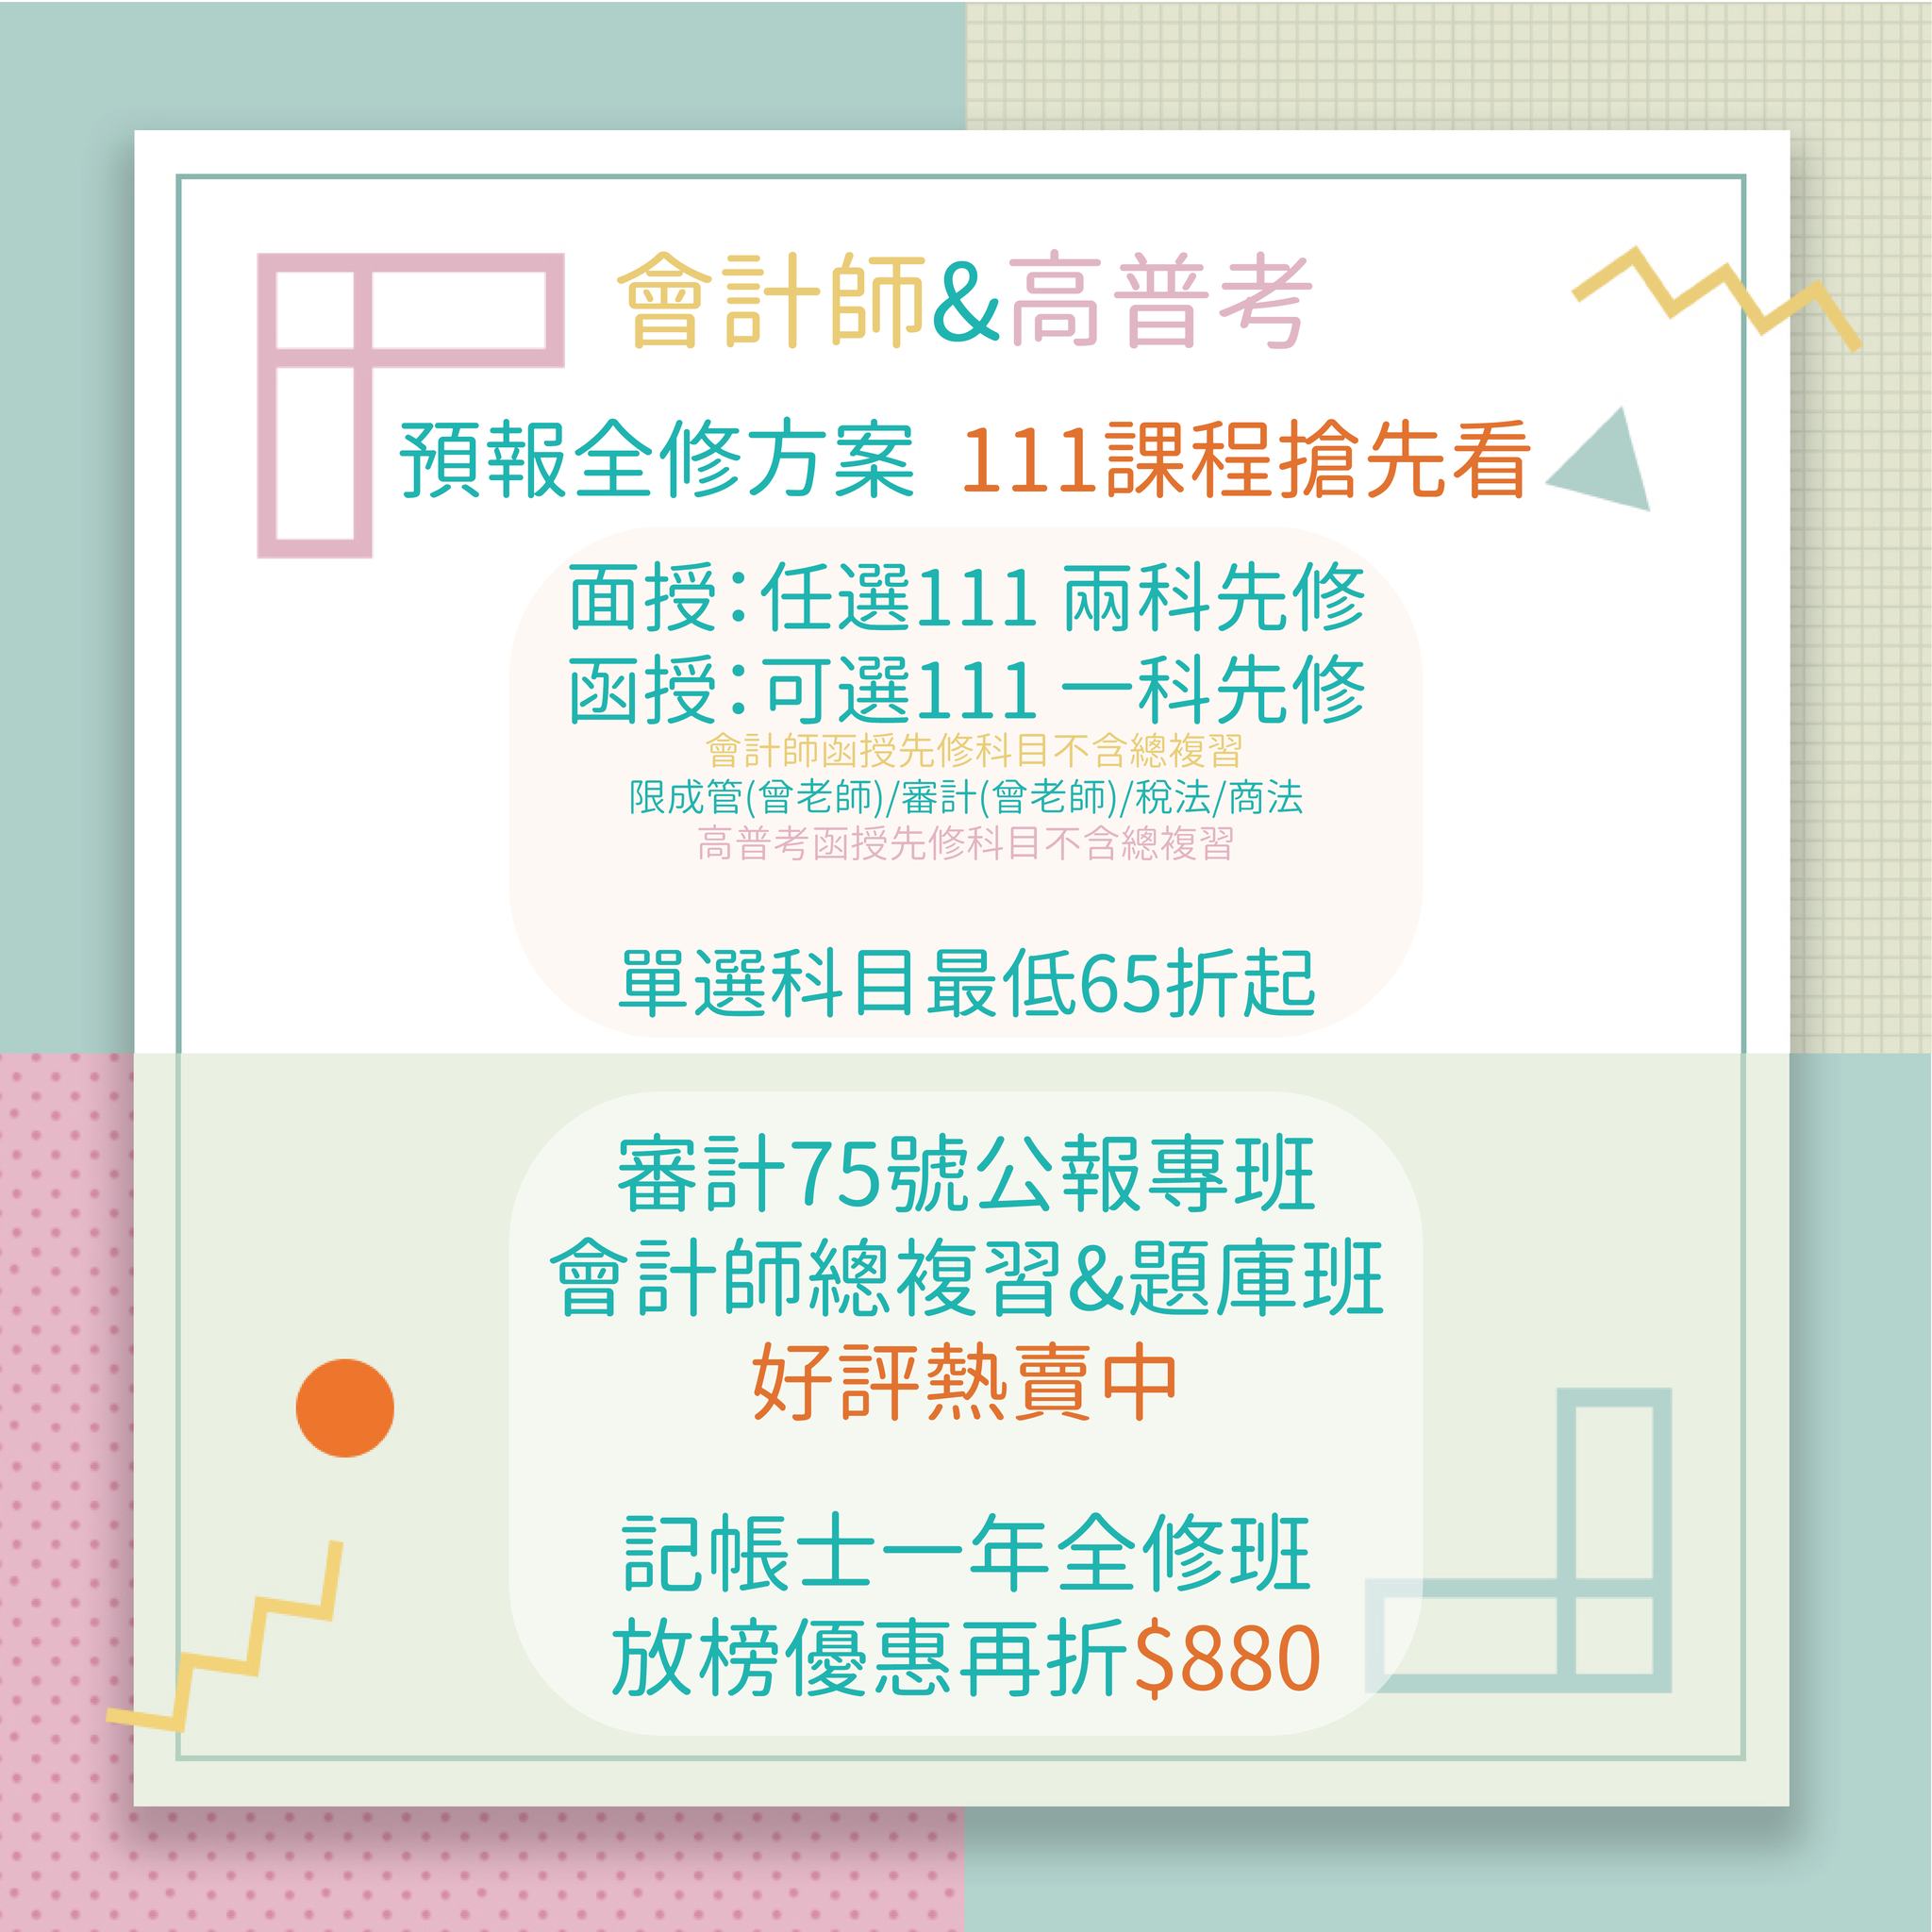 會計師&高普考
預報全修方案 111課程搶先看
面授:任選111 兩科先修
函授:可選111 一科先修
會計師函授先修科目不含總複習
限成管(曾老師)/審計(曾老師)/稅法/商法
高普考函授先修科目不含總複習
單選科目最低65折起
審計75號公報專班
會計師總複習&題庫班
好評熱賣中
記帳士一年全修班
放榜優惠再折$880